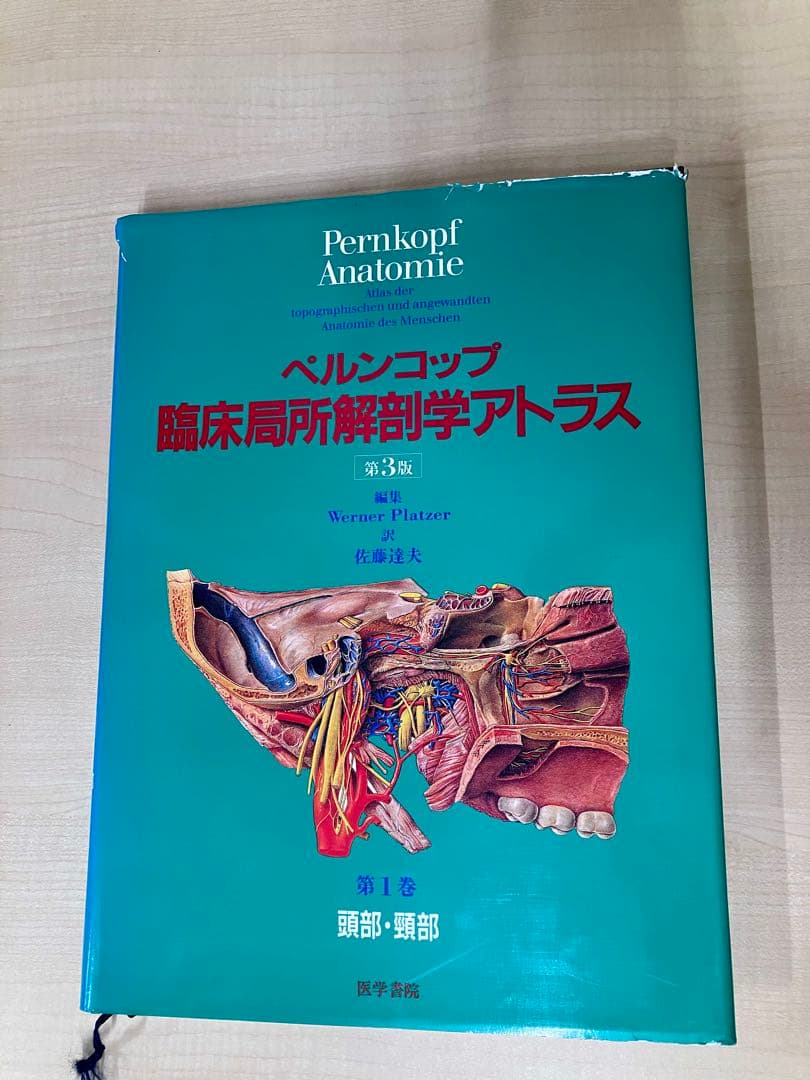 Pernkopf
Anatomie
Atlas der
topographischen und angewandten
Anatomie des Menschen
ペルンコップ
臨床局所解剖学アトラス
第3版
編集
Werner Platzer
訳
佐藤達夫
第1巻
頭部・頸部
医学書院